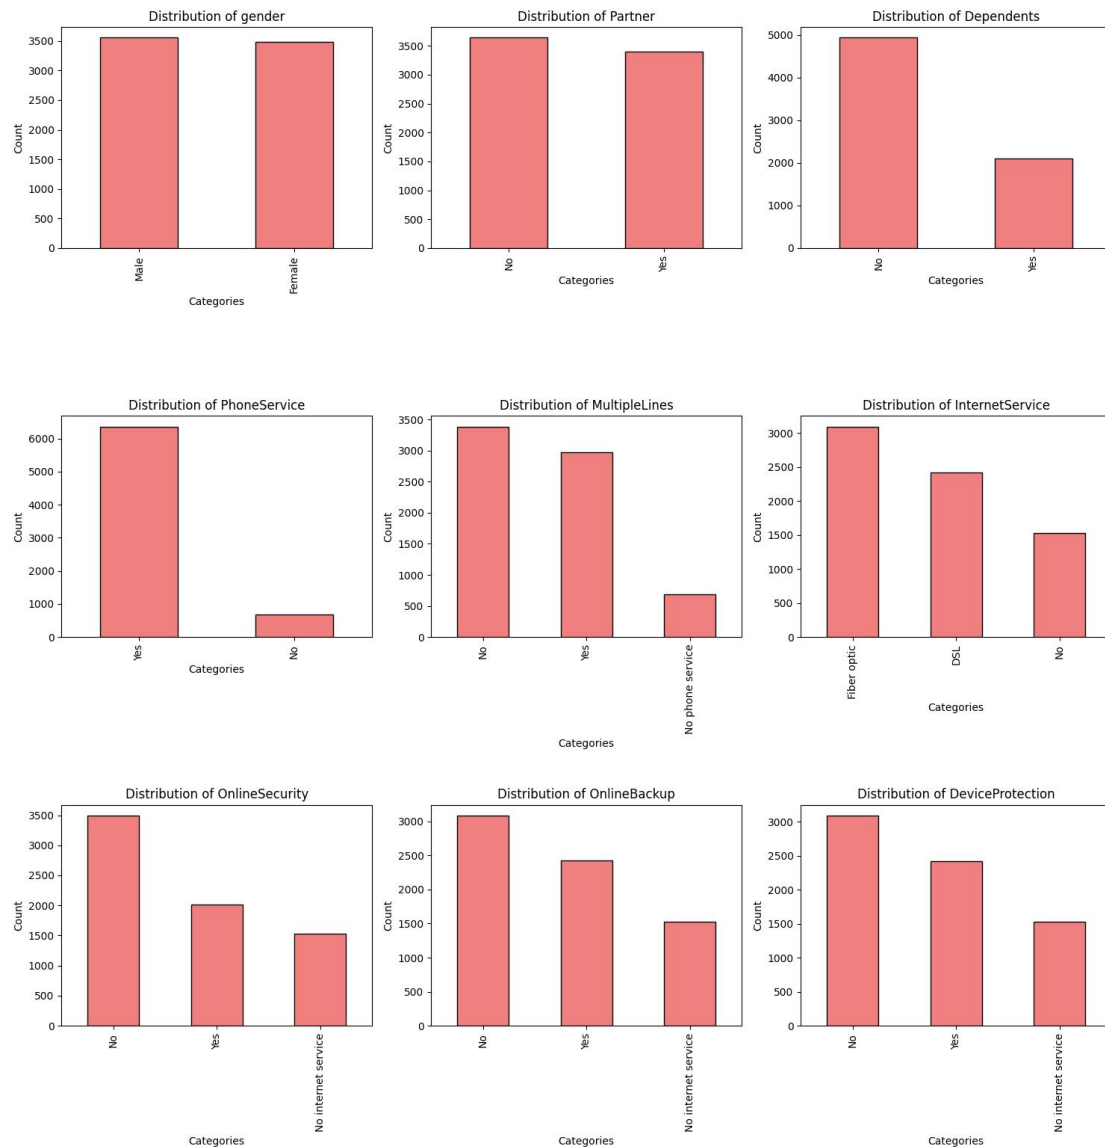 Distribution of gender
3500
3000
2500
2000
1500
1000
500
0
Count
Male
Female
Categories
Distribution of Partner
3500
3000
2500
2000
1500
1000
500
0
Count
No
Yes
Categories
Distribution of Dependents
5000
4000
3000
2000
1000
0
Count
No
Yes
Categories
Distribution of PhoneService
6000
5000
4000
3000
2000
1000
0
Count
Yes
No
Categories
Distribution of MultipleLines
3500
3000
2500
2000
1500
1000
500
0
Count
No
Yes
No phone service
Categories
Distribution of InternetService
3000
2500
2000
1500
1000
500
0
Count
Fiber optic
DSL
No
Categories
Distribution of OnlineSecurity
3500
3000
2500
2000
1500
1000
500
0
Count
No
Yes
No internet service
Categories
Distribution of OnlineBackup
3000
2500
2000
1500
1000
500
0
Count
No
Yes
No internet service
Categories
Distribution of DeviceProtection
3000
2500
2000
1500
1000
500
0
Count
No
Yes
No internet service
Categories